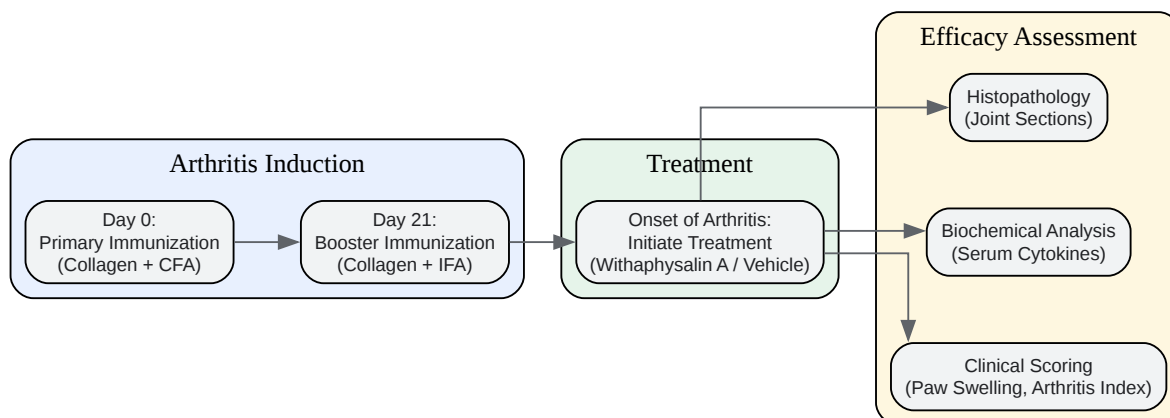 Arthritis Induction
Day 0:
Primary Immunization
(Collagen + CFA)
Day 21:
Booster Immunization
(Collagen + IFA)
Treatment
Onset of Arthritis:
Initiate Treatment
(Withaphysalin A / Vehicle)
Efficacy Assessment
Histopathology
(Joint Sections)
Biochemical Analysis
(Serum Cytokines)
Clinical Scoring
(Paw Swelling, Arthritis Index)